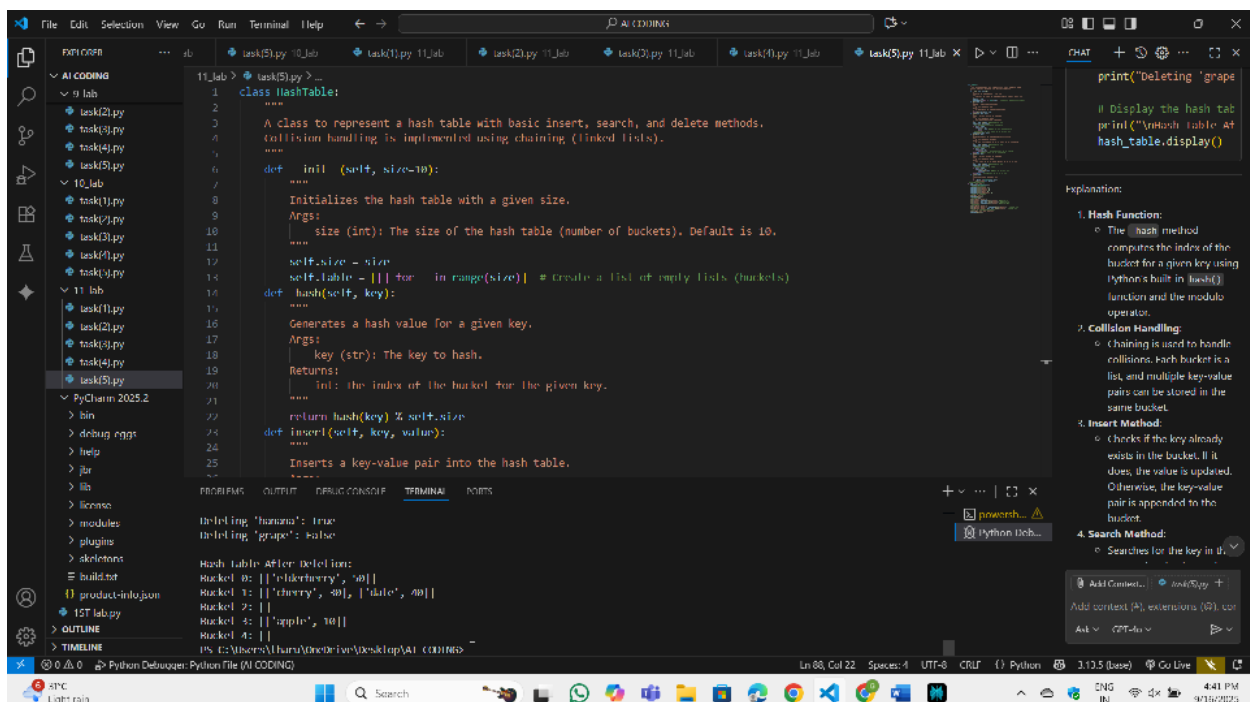 File Edit Selection View Go Run Terminal Help
AI CODING
EXPLORER
AI CODING
9 lab
task(2).py
task(3).py
task(4).py
task(5).py
10_lab
task(1).py
task(2).py
task(3).py
task(4).py
task(5).py
11 lab
task(1).py
task(2).py
task(3).py
task(4).py
task(5).py
PyCharm 2025.2
bin
debug-eggs
help
jbr
lib
license
modules
plugins
skeletons
build.txt
product-info.json
1ST lab.py
OUTLINE
TIMELINE
task(5).py 10_lab
task(1).py 11_lab
task(2).py 11_lab
task(3).py 11_lab
task(4).py 11_lab
task(5).py 11_lab
11_lab > task(5).py > ...
1 class HashTable:
2 """
3 A class to represent a hash table with basic insert, search, and delete methods.
4 Collision handling is implemented using chaining (linked lists).
5 """
6 def __init__(self, size=10):
7 """
8 Initializes the hash table with a given size.
9 Args:
10 size (int): The size of the hash table (number of buckets). Default is 10.
11 """
12 self.size = size
13 self.table = [[] for _ in range(size)] # Create a list of empty lists (buckets)
14 def _hash(self, key):
15 """
16 Generates a hash value for a given key.
17 Args:
18 key (str): The key to hash.
19 Returns:
20 int: The index of the bucket for the given key.
21 """
22 return hash(key) % self.size
23 def insert(self, key, value):
24 """
25 Inserts a key-value pair into the hash table.
PROBLEMS OUTPUT DEBUG CONSOLE TERMINAL PORTS
Deleting 'banana': True
Deleting 'grape': False
Hash Table After Deletion:
Bucket 0: [['elderberry', 50]]
Bucket 1: [['cherry', 30], ['date', 40]]
Bucket 2: []
Bucket 3: [['apple', 10]]
Bucket 4: []
PS C:\Users\tharu\OneDrive\Desktop\AI CODING>
powersh...
Python Deb...
CHAT
print("Deleting 'grape
# Display the hash tab
print("\nHash Table Af
hash_table.display()
Explanation:
1. Hash Function:
The _hash method
computes the index of the
bucket for a given key using
Python's built-in hash()
function and the modulo
operator.
2. Collision Handling:
Chaining is used to handle
collisions. Each bucket is a
list, and multiple key-value
pairs can be stored in the
same bucket.
3. Insert Method:
Checks if the key already
exists in the bucket. If it
does, the value is updated.
Otherwise, the key-value
pair is appended to the
bucket.
4. Search Method:
Searches for the key in th
Add Context... task(5).py
Add context (#), extensions (@), cor
Ask GPT-4o
0 0 Python Debugger: Python File (AI CODING)
Ln 88, Col 22 Spaces: 4 UTF-8 CRLF Python 3.13.5 (base) Go Live
31°C
Light rain
Search
ENG
IN
4:41 PM
9/16/2025